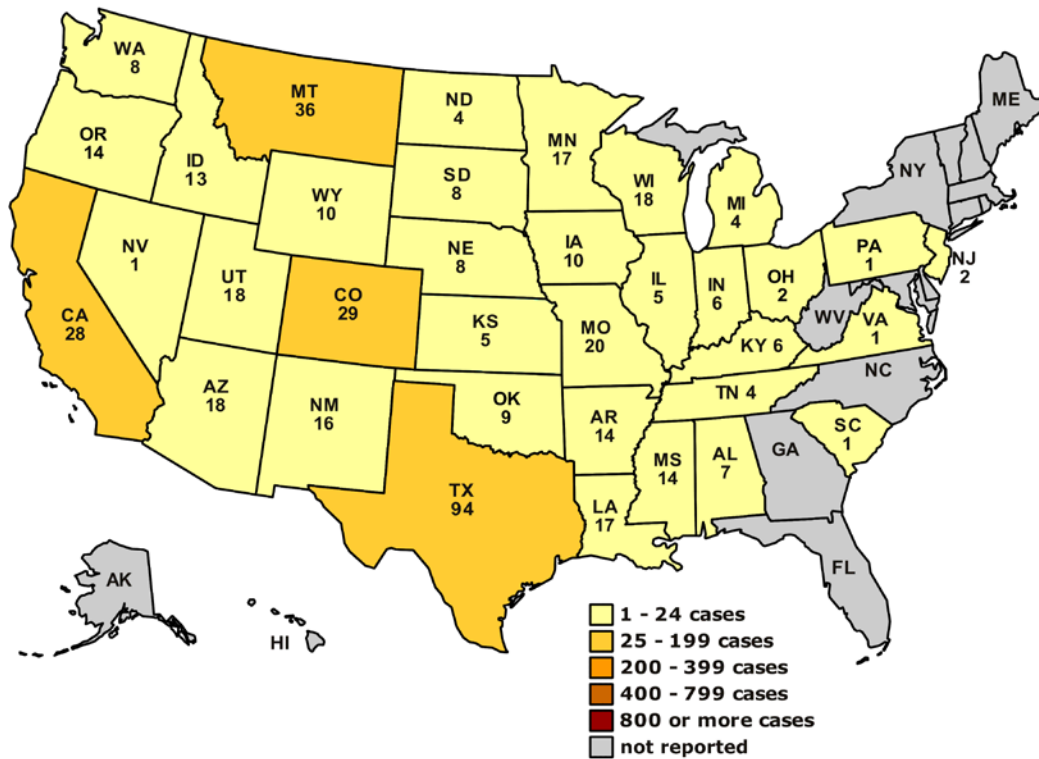 WA
8
MT
36
ND
4
ME
OR
14
ID
13
MN
17
NY
SD
8
WI
18
WY
10
MI
4
NV
1
UT
18
NE
8
IA
10
PA
1
NJ
2
CO
29
IL
5
IN
6
OH
2
CA
28
KS
5
MO
20
WV
VA
1
KY 6
NC
AZ
18
NM
16
OK
9
AR
14
TN 4
SC
1
MS
14
AL
7
GA
TX
94
LA
17
FL
AK
HI
1 - 24 cases
25 - 199 cases
200 - 399 cases
400 - 799 cases
800 or more cases
not reported